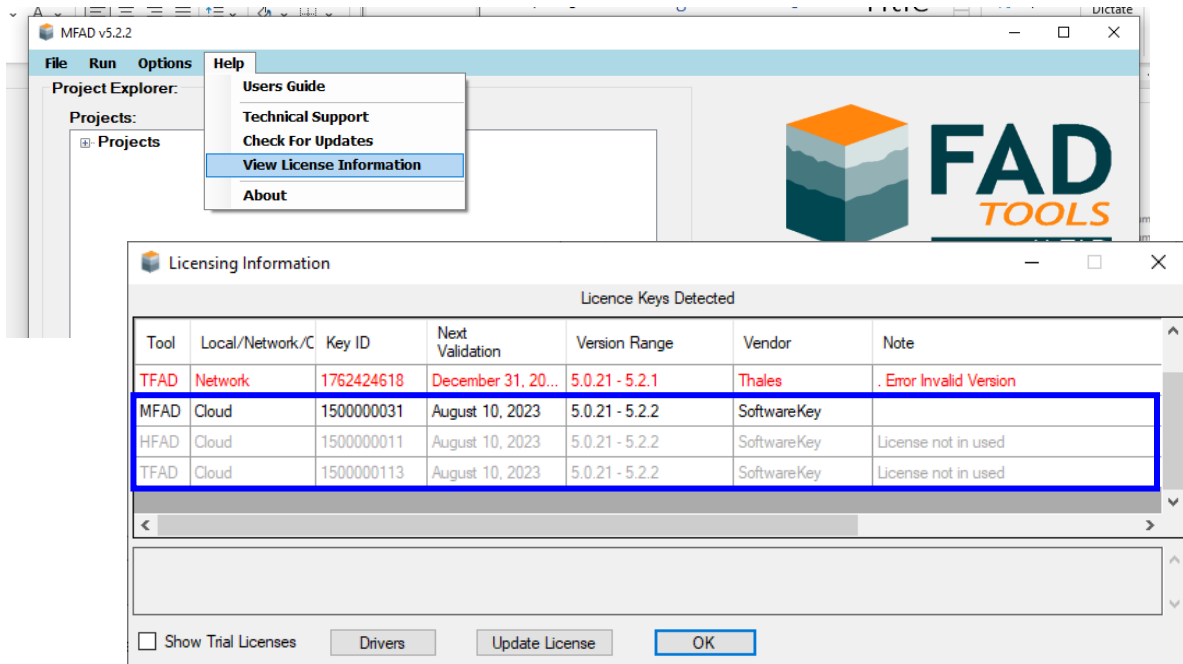 Dictate
MFAD v5.2.2
File Run Options Help
Project Explorer:
Users Guide
Projects:
Technical Support
Projects
Check For Updates
View License Information
About
FAD
TOOLS
Licensing Information
Licence Keys Detected
Tool Local/Network/C Key ID Next Validation Version Range Vendor Note
TFAD Network 1762424618 December 31, 20... 5.0.21 - 5.2.1 Thales . Error Invalid Version
MFAD Cloud 1500000031 August 10, 2023 5.0.21 - 5.2.2 SoftwareKey
HFAD Cloud 1500000011 August 10, 2023 5.0.21 - 5.2.2 SoftwareKey License not in used
TFAD Cloud 1500000113 August 10, 2023 5.0.21 - 5.2.2 SoftwareKey License not in used
Show Trial Licenses Drivers Update License OK